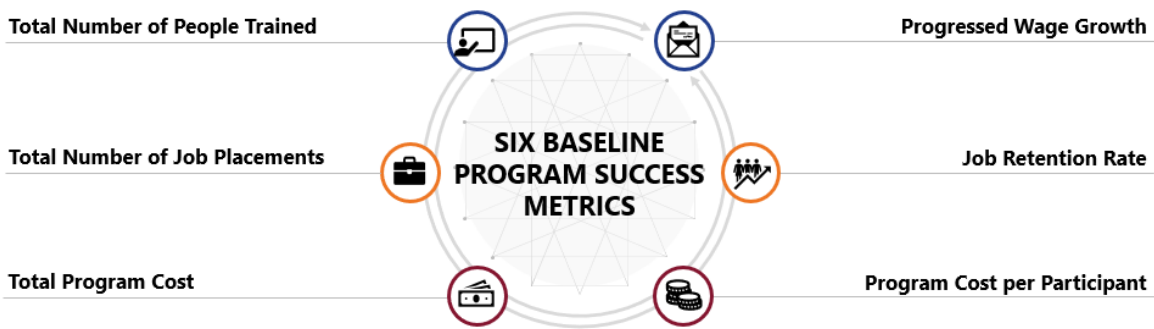 Total Number of People Trained
Progressed Wage Growth
SIX BASELINE
PROGRAM SUCCESS
METRICS
Total Number of Job Placements
Job Retention Rate
Total Program Cost
Program Cost per Participant